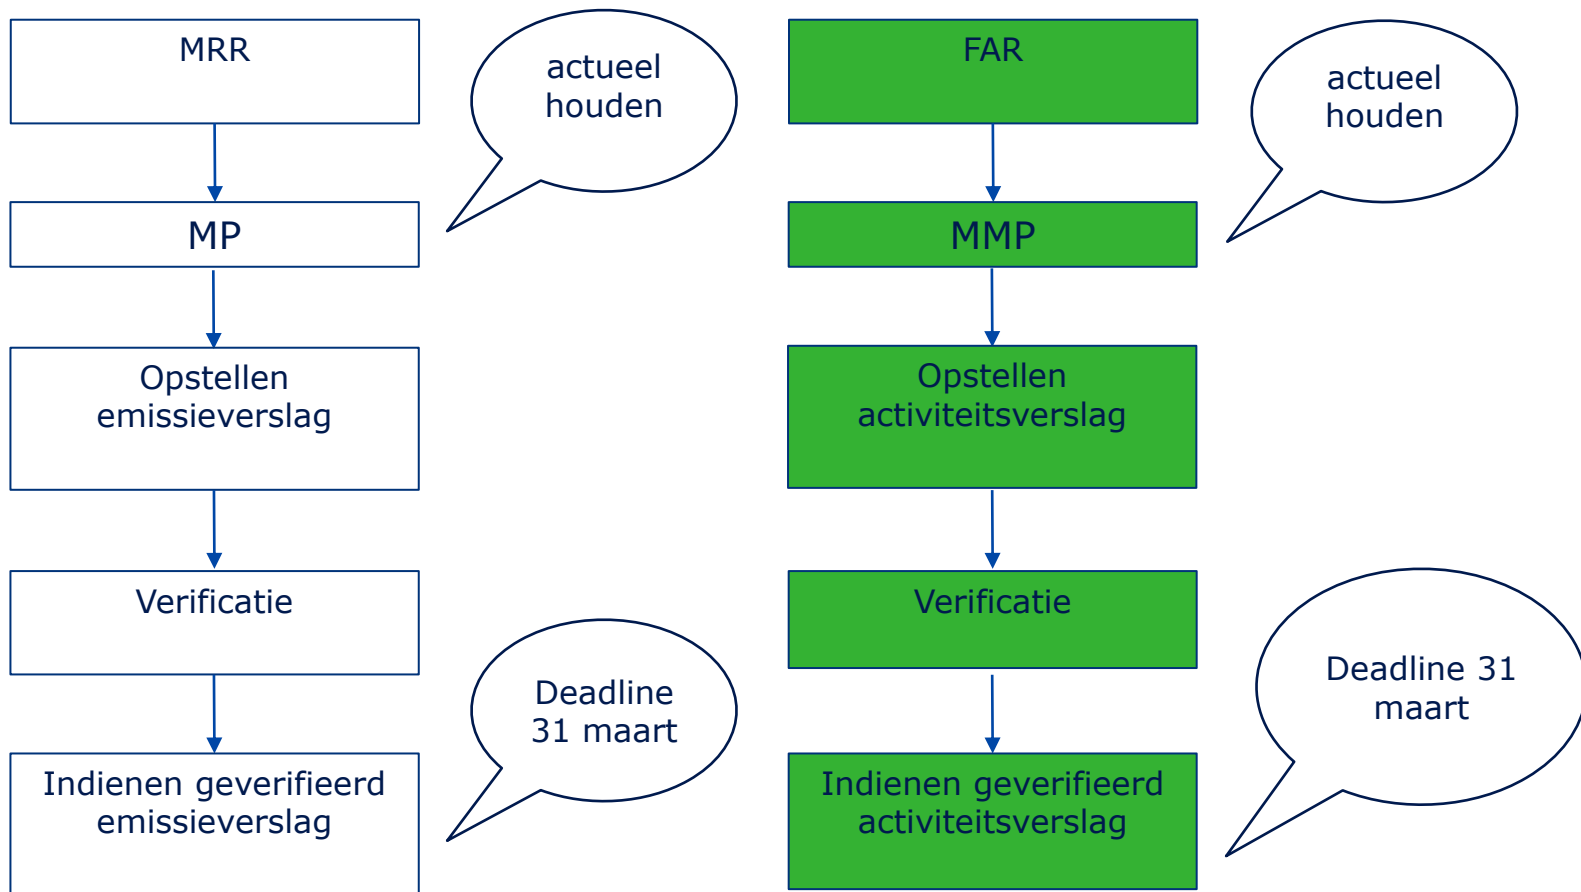 MRR
actueel
houden
MP
Opstellen
emissieverslag
Verificatie
Deadline
31 maart
Indienen geverifieerd
emissieverslag
FAR
actueel
houden
MMP
Opstellen
activiteitsverslag
Verificatie
Deadline 31
maart
Indienen geverifieerd
activiteitsverslag